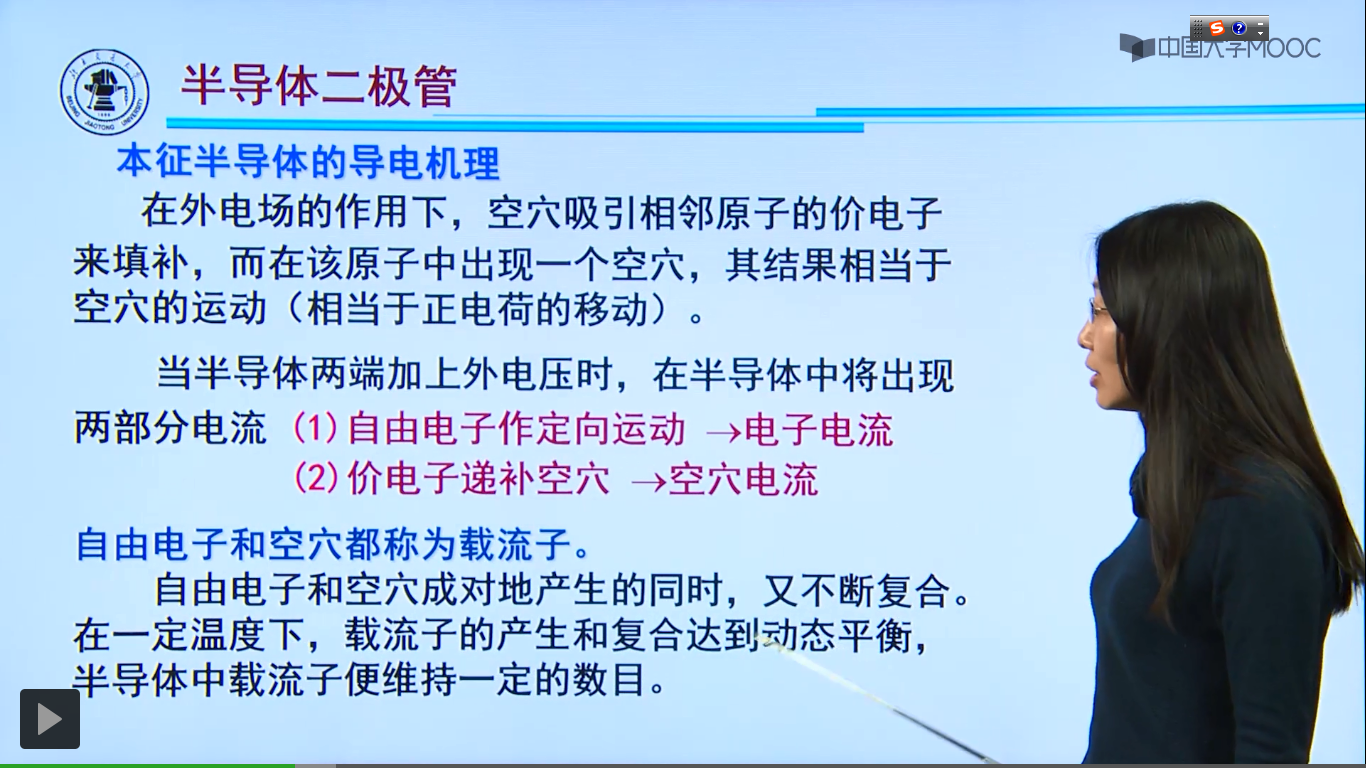 中国大学MOOC
半导体二极管
BEIJING JIAOTONG UNIVERSITY
本征半导体的导电机理
在外电场的作用下，空穴吸引相邻原子的价电子
来填补，而在该原子中出现一个空穴，其结果相当于
空穴的运动（相当于正电荷的移动）。
当半导体两端加上外电压时，在半导体中将出现
两部分电流 (1)自由电子作定向运动 →电子电流
(2)价电子递补空穴 →空穴电流
自由电子和空穴都称为载流子。
自由电子和空穴成对地产生的同时，又不断复合。
在一定温度下，载流子的产生和复合达到动态平衡，
半导体中载流子便维持一定的数目。